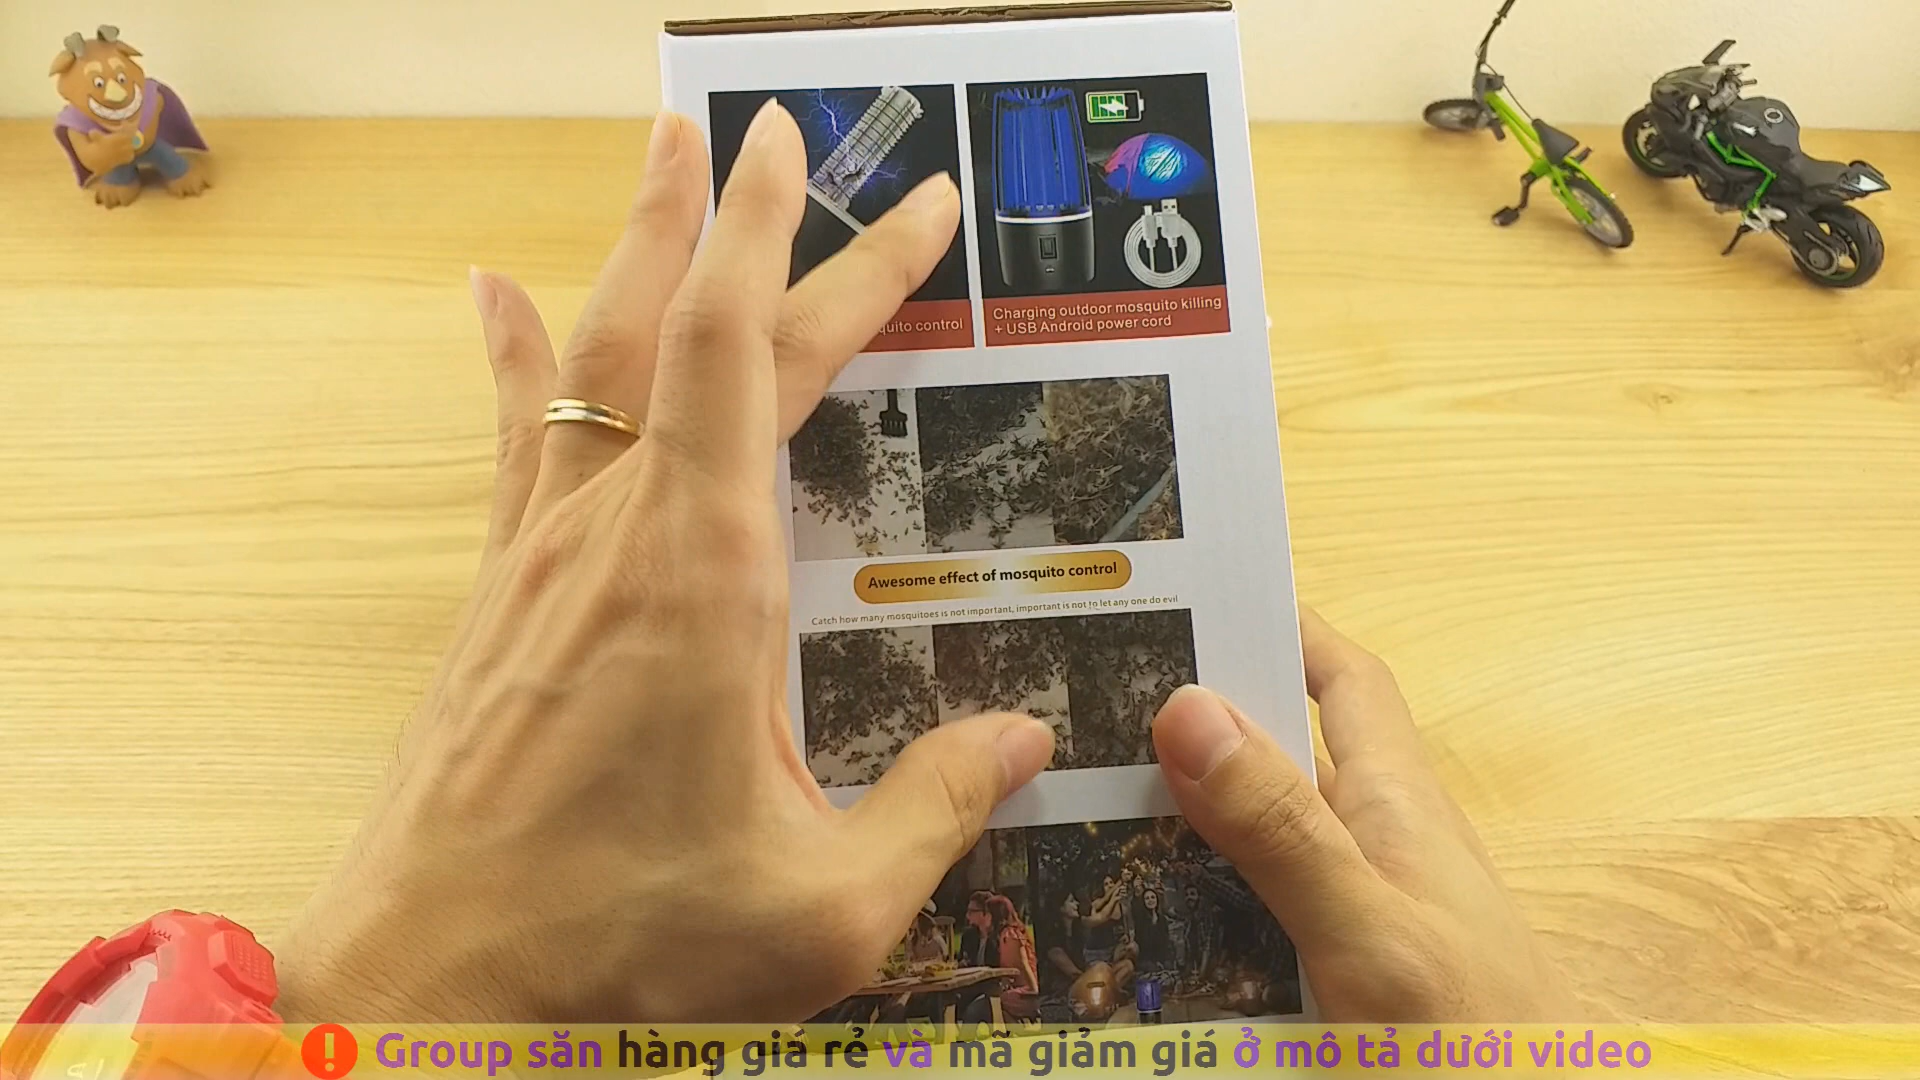 control
Charging outdoor mosquito killing
+ USB Android power cord
Awesome effect of mosquito control
Catch how many mosquitoes is not important, important is not to let any one do evil
Group săn hàng giá rẻ và mã giảm giá ở mô tả dưới video